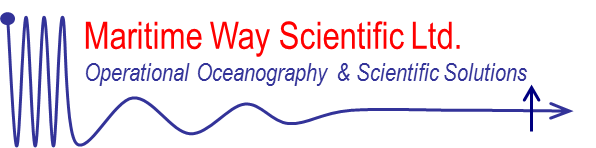 Maritime Way Scientific Ltd.
Operational Oceanography & Scientific Solutions